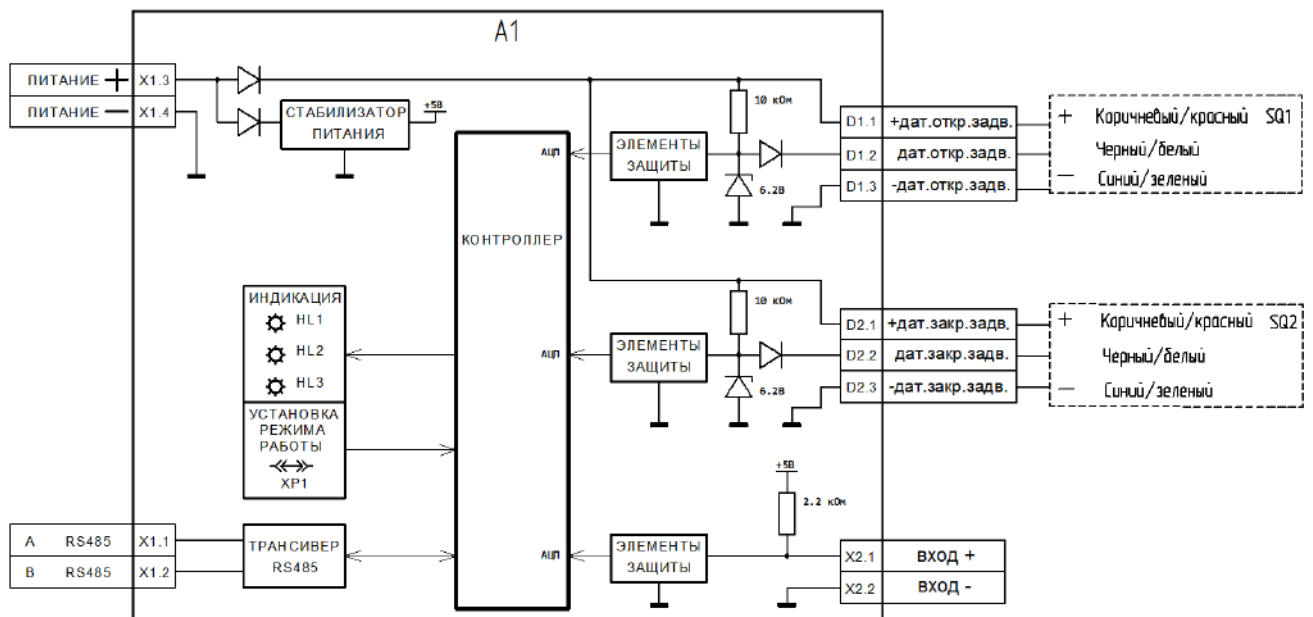 A1
ПИТАНИЕ +
X1.3
ПИТАНИЕ —
X1.4
СТАБИЛИЗАТОР
ПИТАНИЯ
+5В
КОНТРОЛЛЕР
АЦП
ЭЛЕМЕНТЫ
ЗАЩИТЫ
10 кОм
6.2В
D1.1 +дат.откр.задв.
D1.2 дат.откр.задв.
D1.3 -дат.откр.задв.
+ Коричневый/красный SQ1
Черный/белый
— Синий/зеленый
ИНДИКАЦИЯ
HL1
HL2
HL3
УСТАНОВКА
РЕЖИМА
РАБОТЫ
XP1
АЦП
ЭЛЕМЕНТЫ
ЗАЩИТЫ
10 кОм
6.2В
D2.1 +дат.закр.задв.
D2.2 дат.закр.задв.
D2.3 -дат.закр.задв.
+ Коричневый/красный SQ2
Черный/белый
— Синий/зеленый
A RS485 X1.1
B RS485 X1.2
ТРАНСИВЕР
RS485
АЦП
ЭЛЕМЕНТЫ
ЗАЩИТЫ
+5В
2.2 кОм
X2.1 ВХОД +
X2.2 ВХОД -